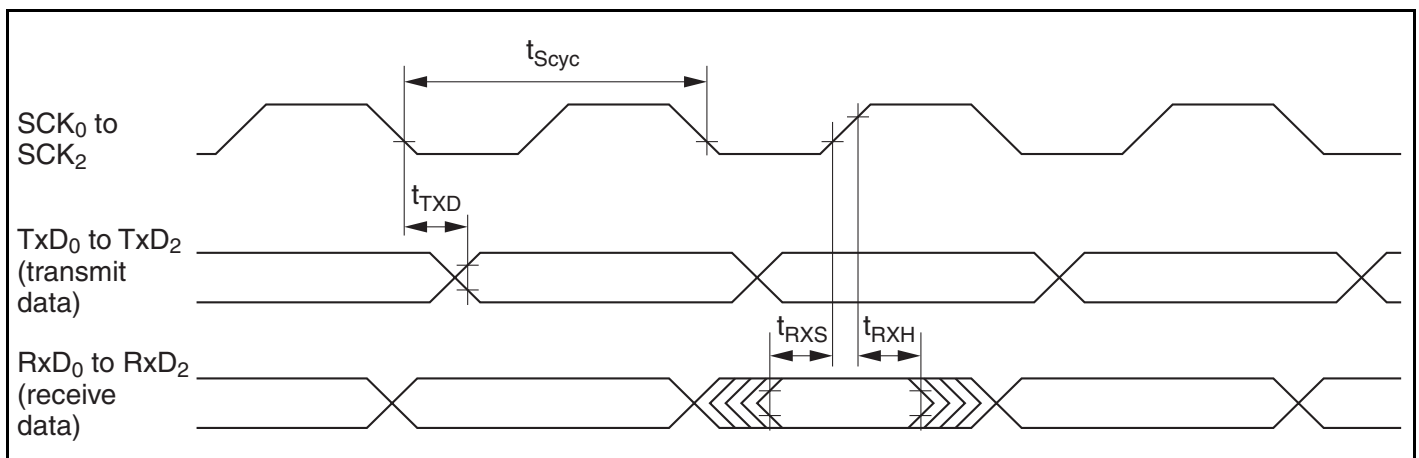 tScyc
SCK0 to
SCK2
tTXD
TxD0 to TxD2
(transmit
data)
tRXS
tRXH
RxD0 to RxD2
(receive
data)